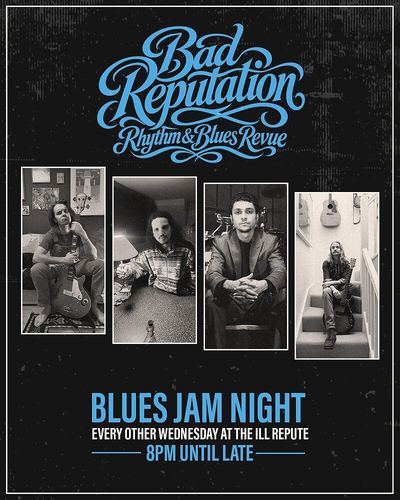 Bad
Reputation
Rhythm & Blues Revue
BLUES JAM NIGHT
EVERY OTHER WEDNESDAY AT THE ILL REPUTE
8PM UNTIL LATE